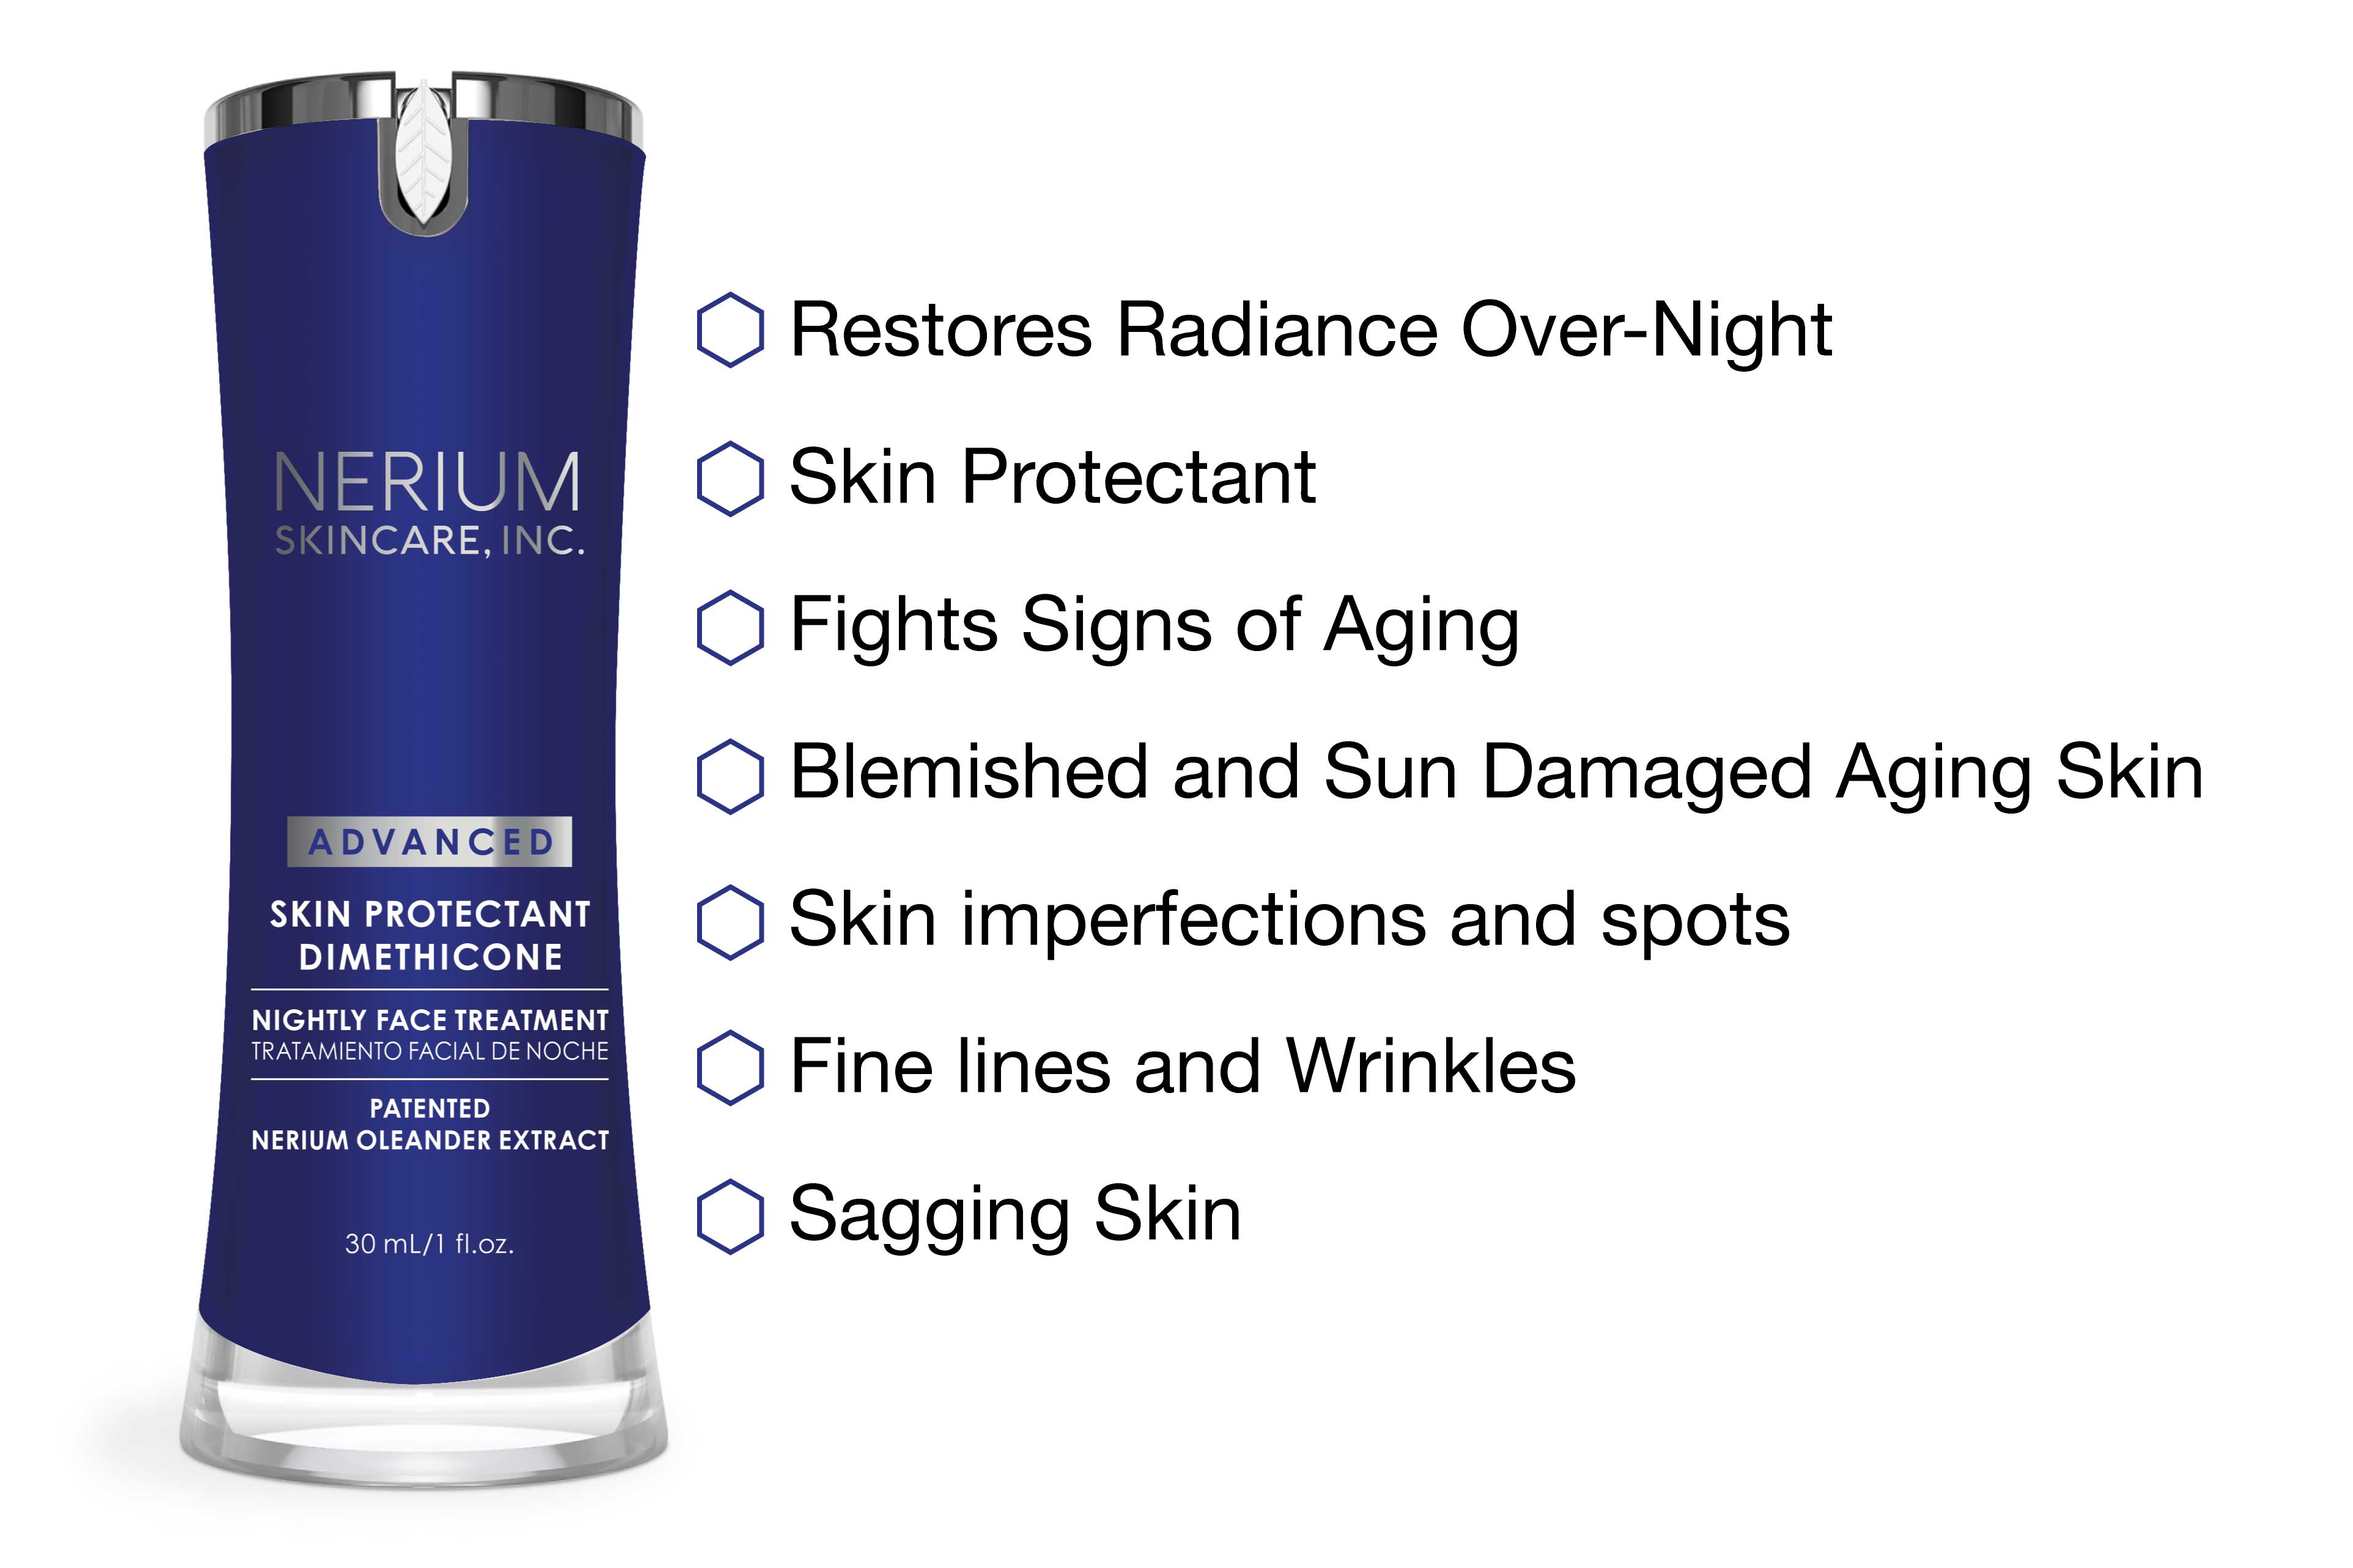 NERIUM
SKINCARE, INC.
ADVANCED
SKIN PROTECTANT
DIMETHICONE
NIGHTLY FACE TREATMENT
TRATAMIENTO FACIAL DE NOCHE
PATENTED
NERIUM OLEANDER EXTRACT
30 mL/1 fl.oz.
Restores Radiance Over-Night
Skin Protectant
Fights Signs of Aging
Blemished and Sun Damaged Aging Skin
Skin imperfections and spots
Fine lines and Wrinkles
Sagging Skin